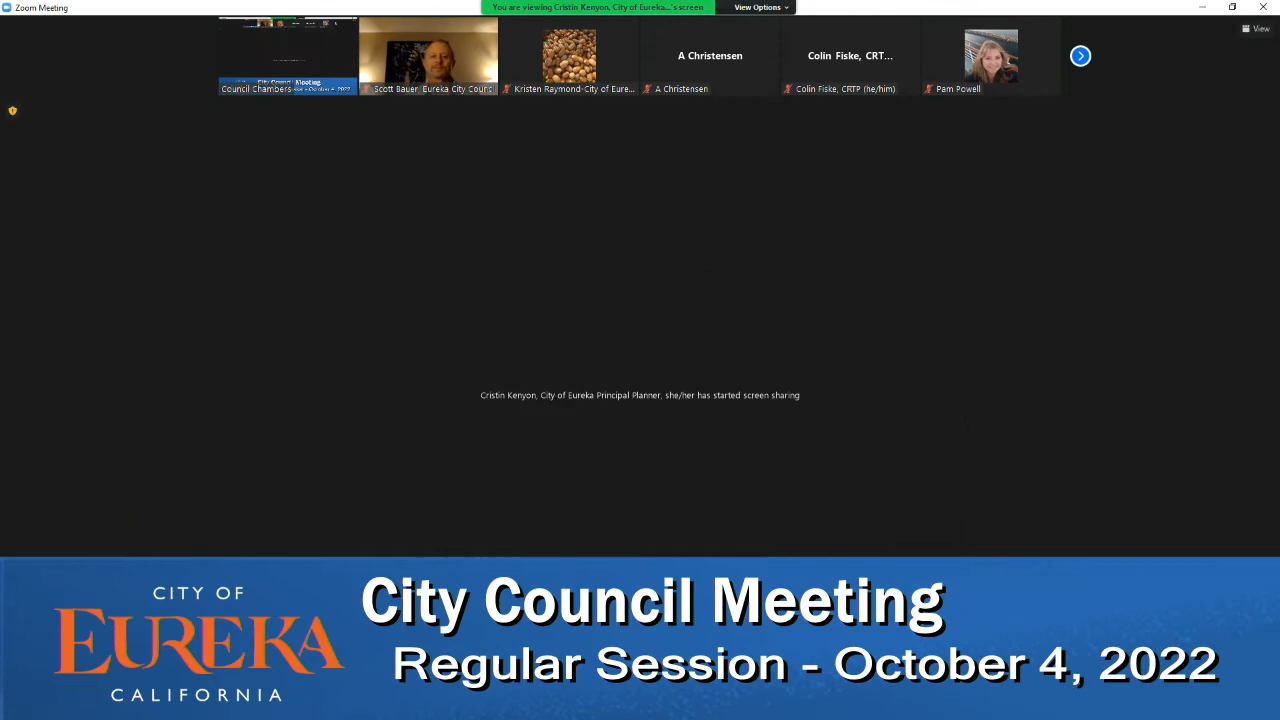 Zoom Meeting
You are viewing Cristin Kenyon, City of Eureka...'s screen
View Options
View
A Christensen
Colin Fiske, CRT...
Council Chambers
Scott Bauer Eureka City Counci
Kristen Raymond-City of Eure...
A Christensen
Colin Fiske, CRTP (he/him)
Pam Powell
Cristin Kenyon, City of Eureka Principal Planner, she/her has started screen sharing
CITY OF
EUREKA
CALIFORNIA
City Council Meeting
Regular Session - October 4, 2022